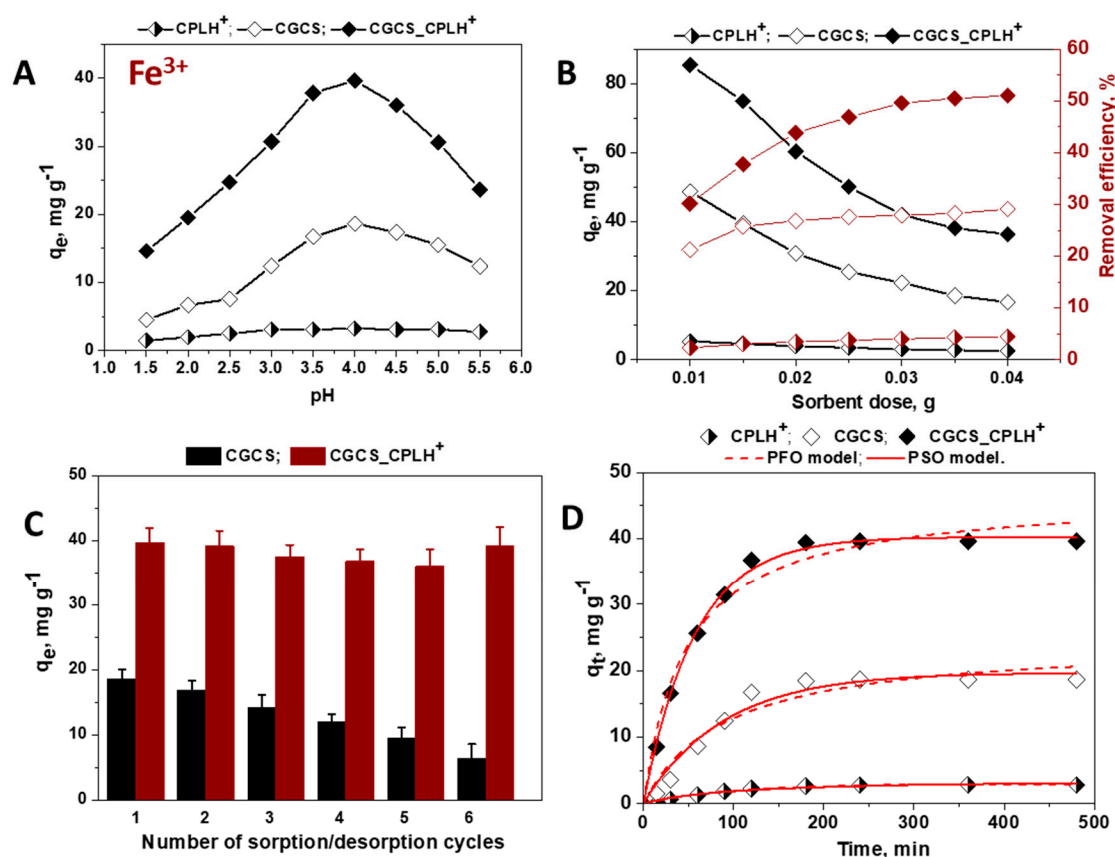 CPLH+; CGCS; CGCS_CPLH+
A
Fe3+
qe, mg g-1
40
30
20
10
0
1.0 1.5 2.0 2.5 3.0 3.5 4.0 4.5 5.0 5.5 6.0
pH
CPLH+; CGCS; CGCS_CPLH+
B
qe, mg g-1
80
60
40
20
0
60
50
40
30
20
10
0
Removal efficiency, %
0.01 0.02 0.03 0.04
Sorbent dose, g
CGCS; CGCS_CPLH+
C
qe, mg g-1
50
40
30
20
10
0
1 2 3 4 5 6
Number of sorption/desorption cycles
CPLH+; CGCS; CGCS_CPLH+
PFO model; PSO model.
D
qt, mg g-1
50
40
30
20
10
0
0 100 200 300 400 500
Time, min